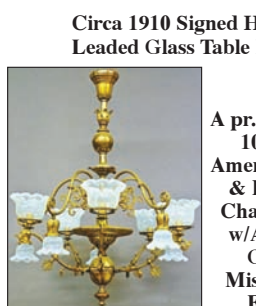 Circa 1910 Signed H
Leaded Glass Table
A pr.
10
Amer
& 
Cha
w/A
Mis